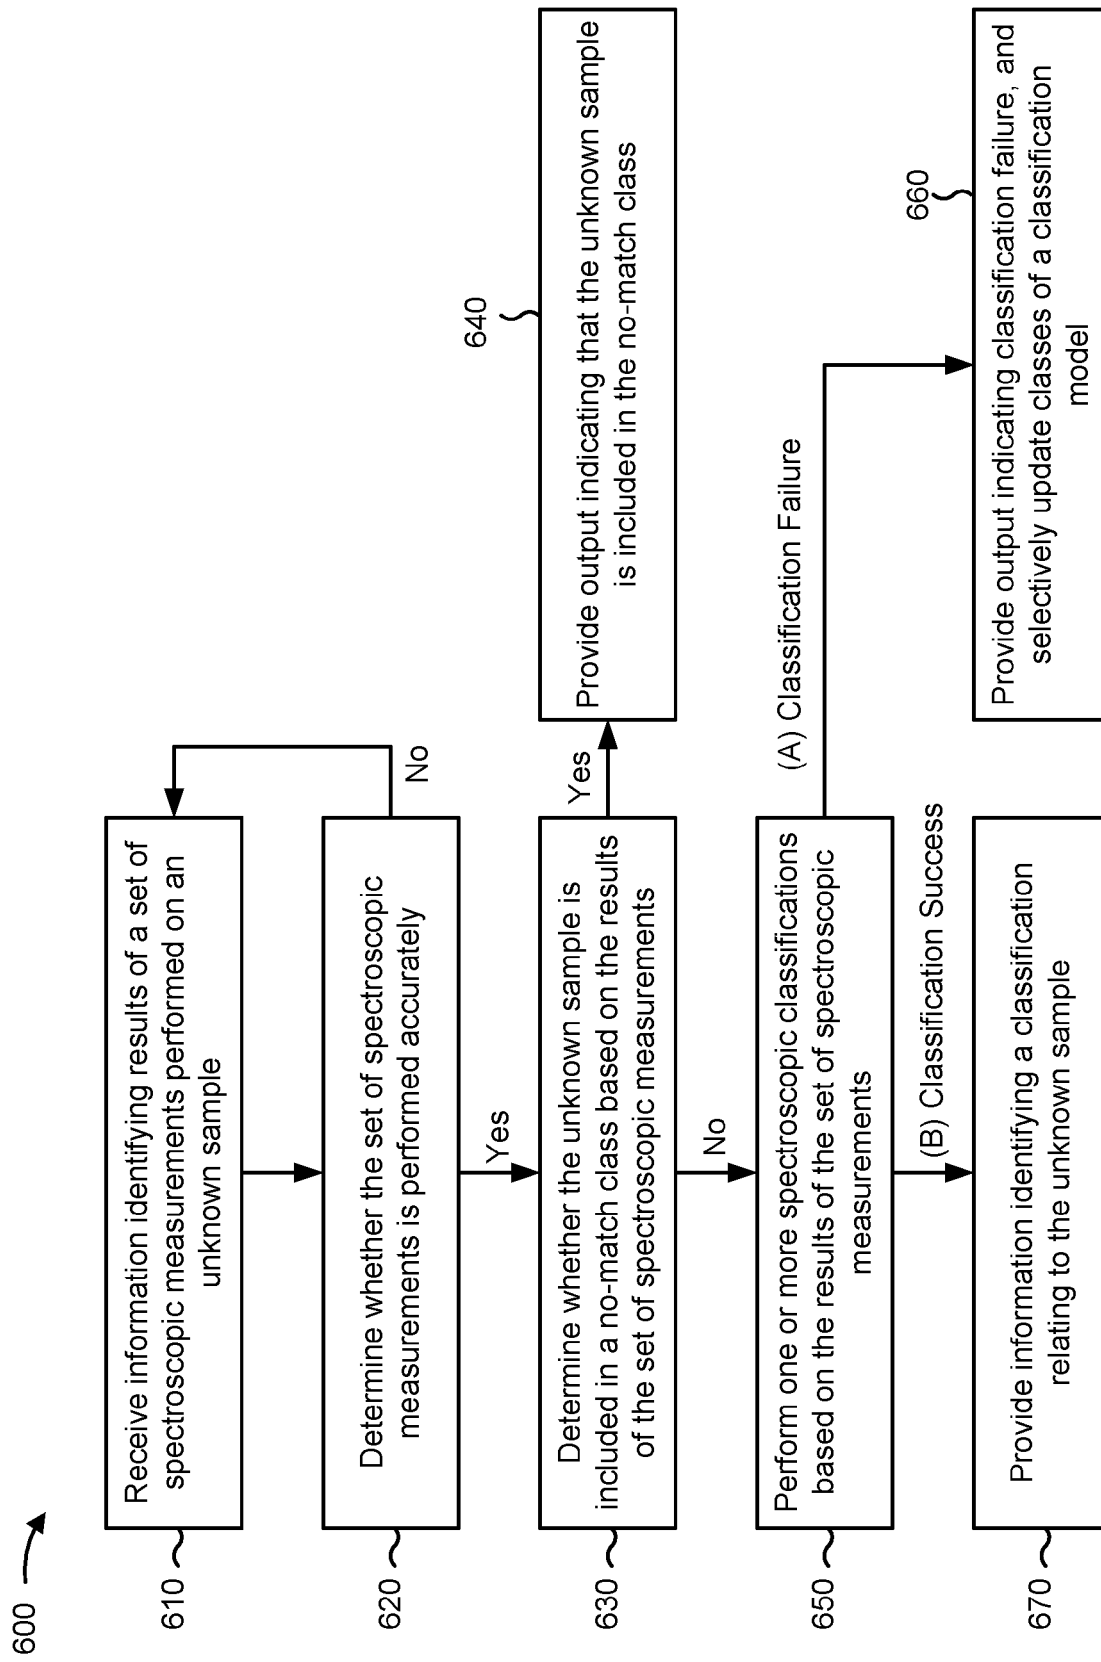 600
610
Receive information identifying results of a set of
spectroscopic measurements performed on an
unknown sample
620
Determine whether the set of spectroscopic
measurements is performed accurately
No
Yes
630
Determine whether the unknown sample is
included in a no-match class based on the results
of the set of spectroscopic measurements
Yes
640
Provide output indicating that the unknown sample
is included in the no-match class
No
650
Perform one or more spectroscopic classifications
based on the results of the set of spectroscopic
measurements
(A) Classification Failure
660
Provide output indicating classification failure, and
selectively update classes of a classification
model
(B) Classification Success
670
Provide information identifying a classification
relating to the unknown sample